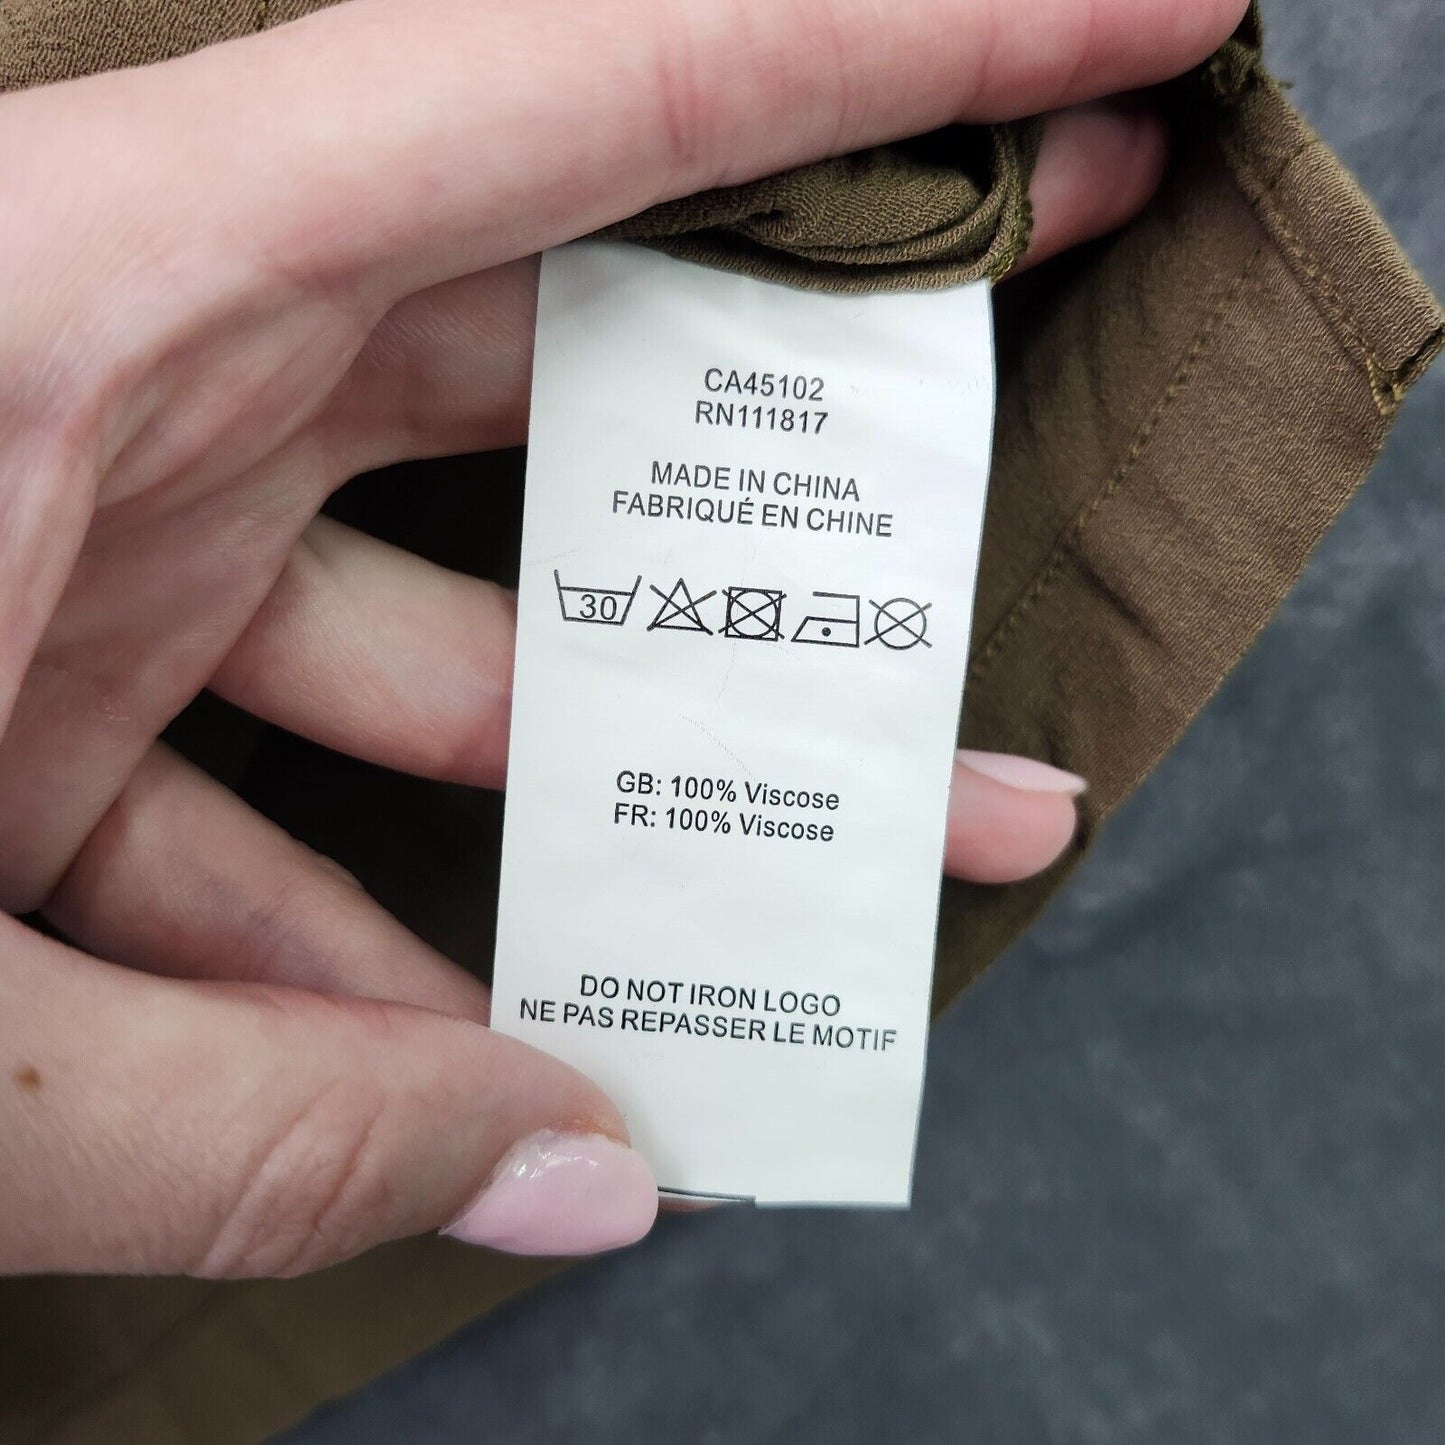 CA45102
RN111817
MADE IN CHINA
FABRIQUÉ EN CHINE
30
GB: 100% Viscose
FR: 100% Viscose
DO NOT IRON LOGO
NE PAS REPASSER LE MOTIF